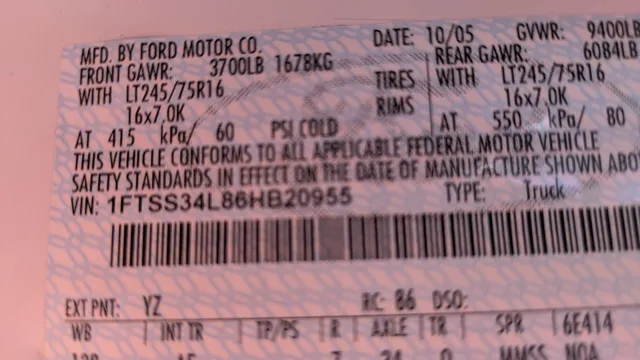 MFD. BY FORD MOTOR CO. DATE: 10/05 GVWR: 9400LB
FRONT GAWR: 3700LB 1678KG REAR GAWR: 6084LB
WITH LT245/75R16 TIRES WITH LT245/75R16
16x7.0K RIMS 16x7.0K
AT 415 kPa/ 60 PSI COLD AT 550 kPa/ 80
THIS VEHICLE CONFORMS TO ALL APPLICABLE FEDERAL MOTOR VEHICLE
SAFETY STANDARDS IN EFFECT ON THE DATE OF MANUFACTURE SHOWN ABO
VIN: 1FTSS34L86HB20955 TYPE: Truck
EXT PNT: YZ RC: 86 DSO:
WB INT TR TP/PS R AXLE TR SPR 6E414